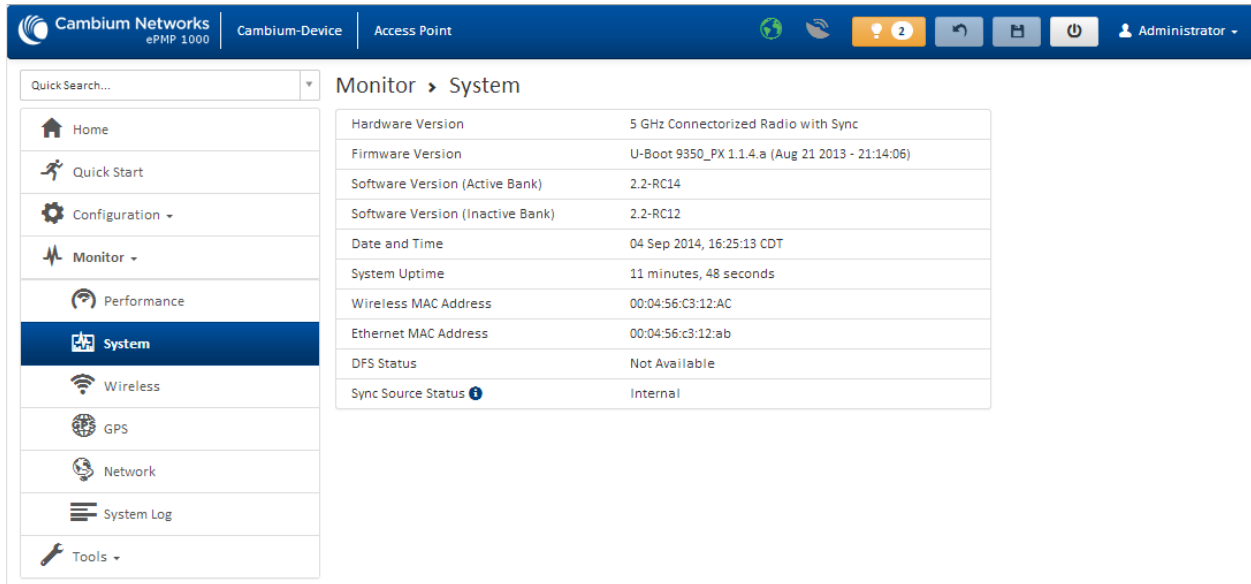 Cambium Networks
ePMP 1000
Cambium-Device
Access Point
2
Administrator
Quick Search...
Home
Quick Start
Configuration
Monitor
Performance
System
Wireless
GPS
GPS
Network
System Log
Tools
Monitor > System
Hardware Version 5 GHz Connectorized Radio with Sync
Firmware Version U-Boot 9350_PX 1.1.4.a (Aug 21 2013 - 21:14:06)
Software Version (Active Bank) 2.2-RC14
Software Version (Inactive Bank) 2.2-RC12
Date and Time 04 Sep 2014, 16:25:13 CDT
System Uptime 11 minutes, 48 seconds
Wireless MAC Address 00:04:56:C3:12:AC
Ethernet MAC Address 00:04:56:c3:12:ab
DFS Status Not Available
Sync Source Status Internal